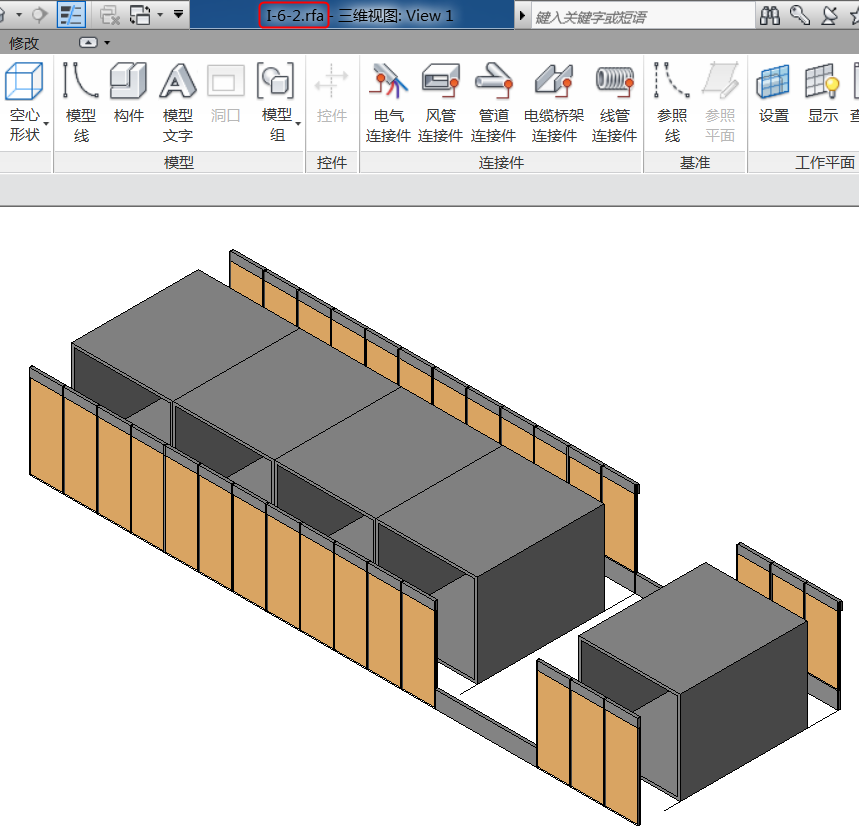 I-6-2.rfa - 三维视图: View 1
键入关键字或短语
修改
空心
形状
模型
线
构件
模型
文字
洞口
模型
组
控件
电气
连接件
风管
连接件
管道
连接件
电缆桥架
连接件
线管
连接件
参照
线
参照
平面
设置
显示
模型
控件
连接件
基准
工作平面